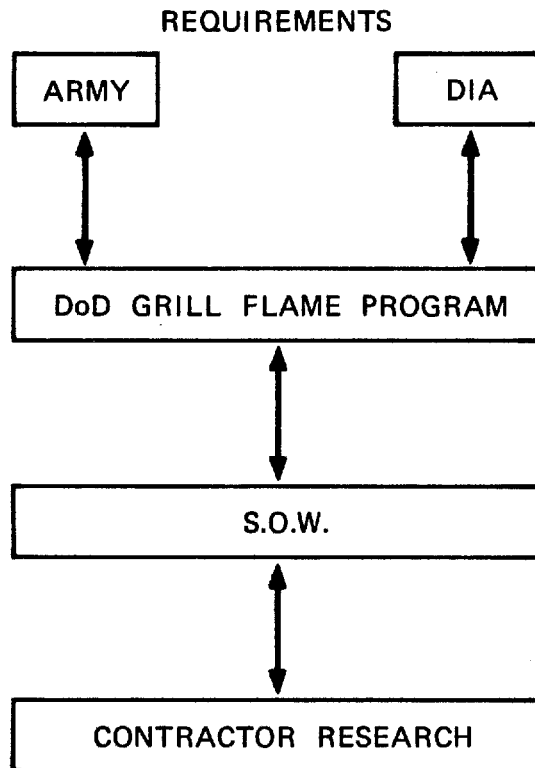 REQUIREMENTS
ARMY
DIA
DoD GRILL FLAME PROGRAM
S.O.W.
CONTRACTOR RESEARCH